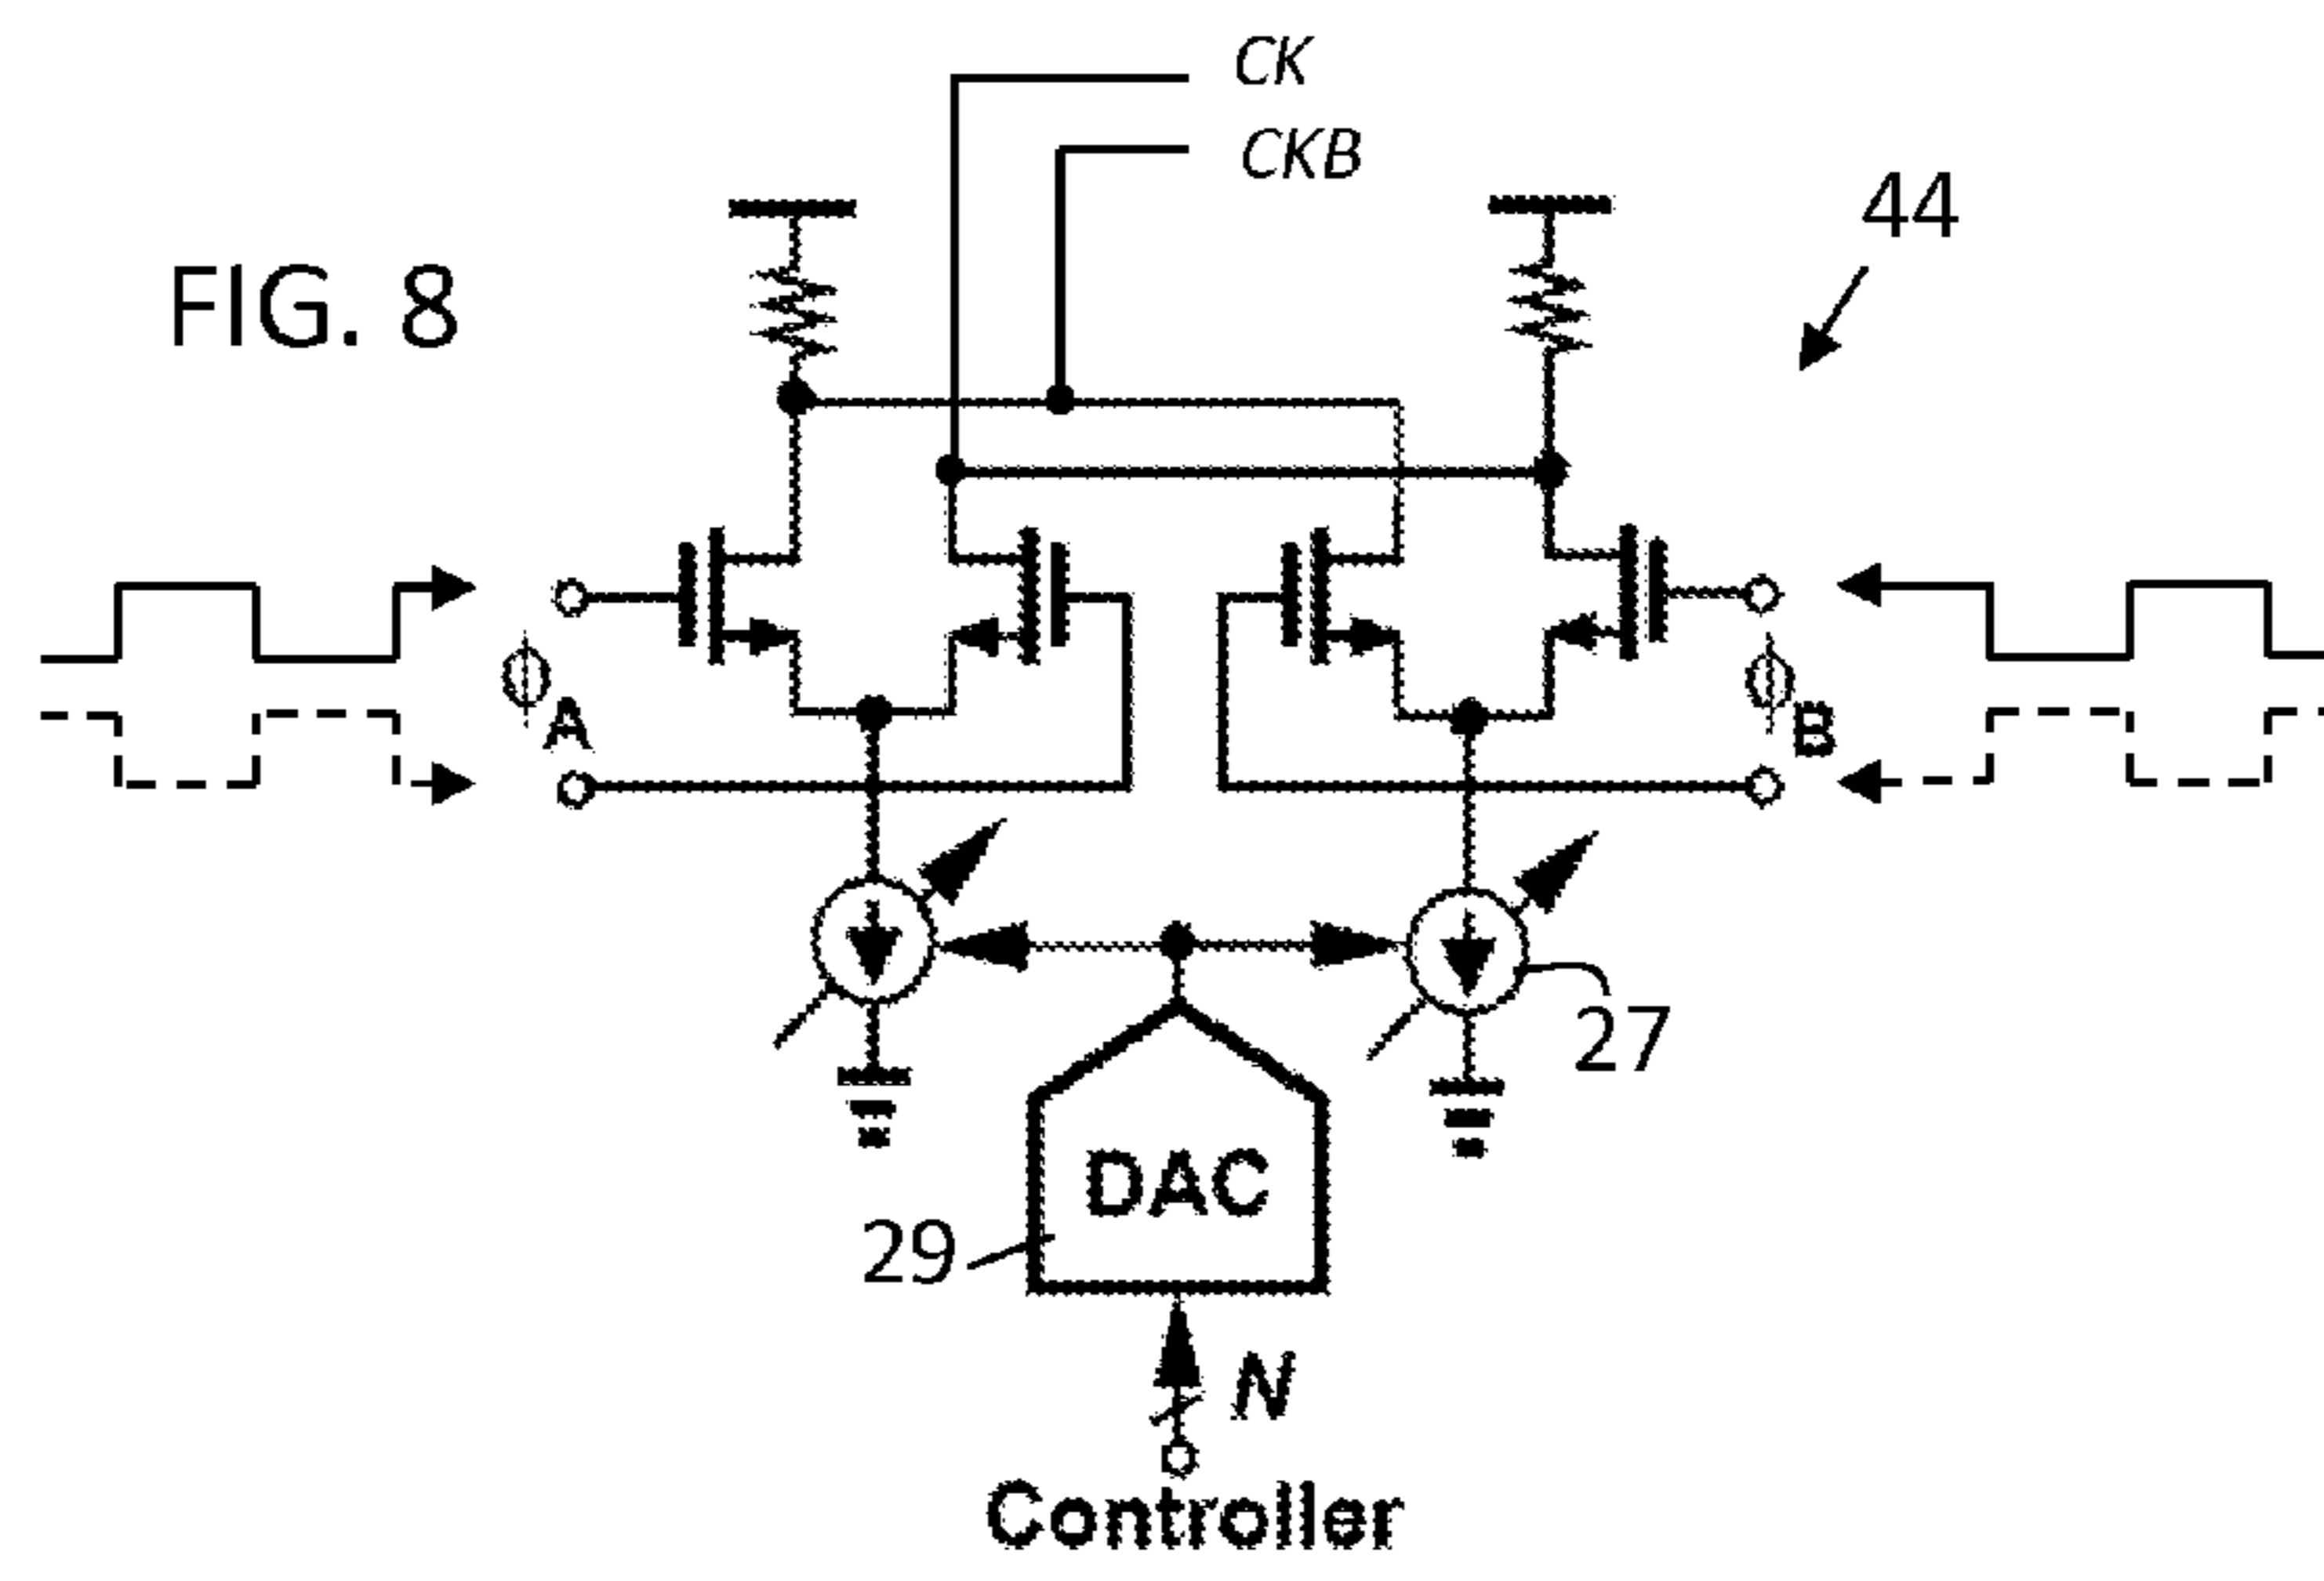 CK
CKB
44
FIG. 8
ϕA
ϕB
27
DAC
29
N
Controller